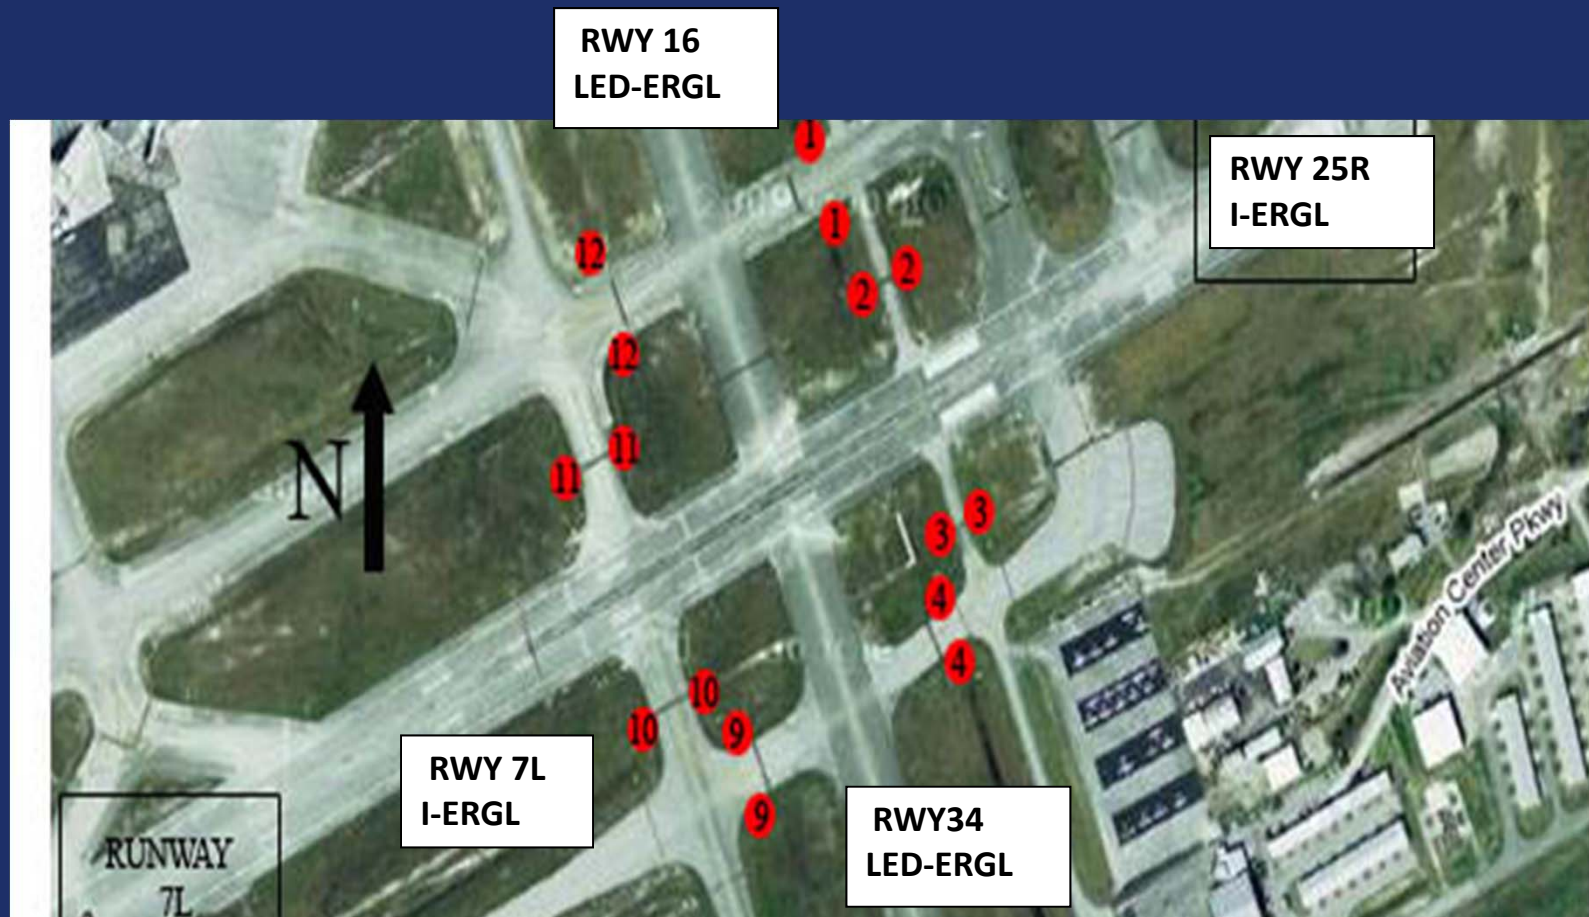 RWY 16
LED-ERGL
1
RWY 25R
I-ERGL
1
12
2
2
12
11
11
N
3
3
4
4
10
10
9
9
Aviation Center Pkwy
RWY 7L
I-ERGL
RWY34
LED-ERGL
RUNWAY
7L